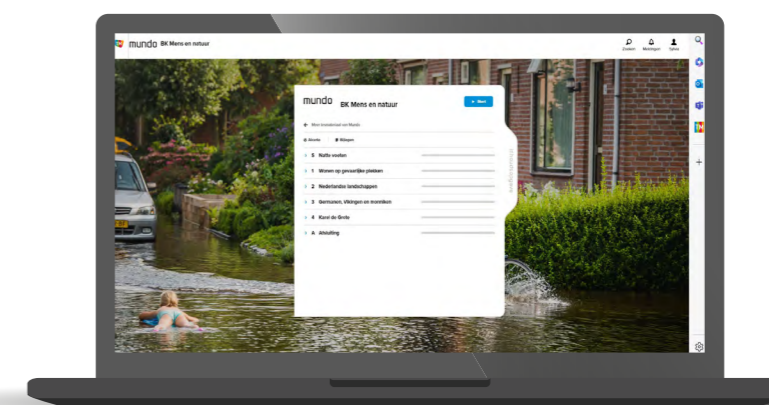 mundo BK Mens en natuur
Zoeken Meldingen
mundo BK Mens en natuur
+ Start
Meer lesmateriaal van Mundo
Bijlagen
S Natte voeten
1 Wonen op gevaarlijke plekken
2 Nederlandse landschappen
3 Germanen, Vikingen en monniken
4 Karel de Grote
A Afsluiting